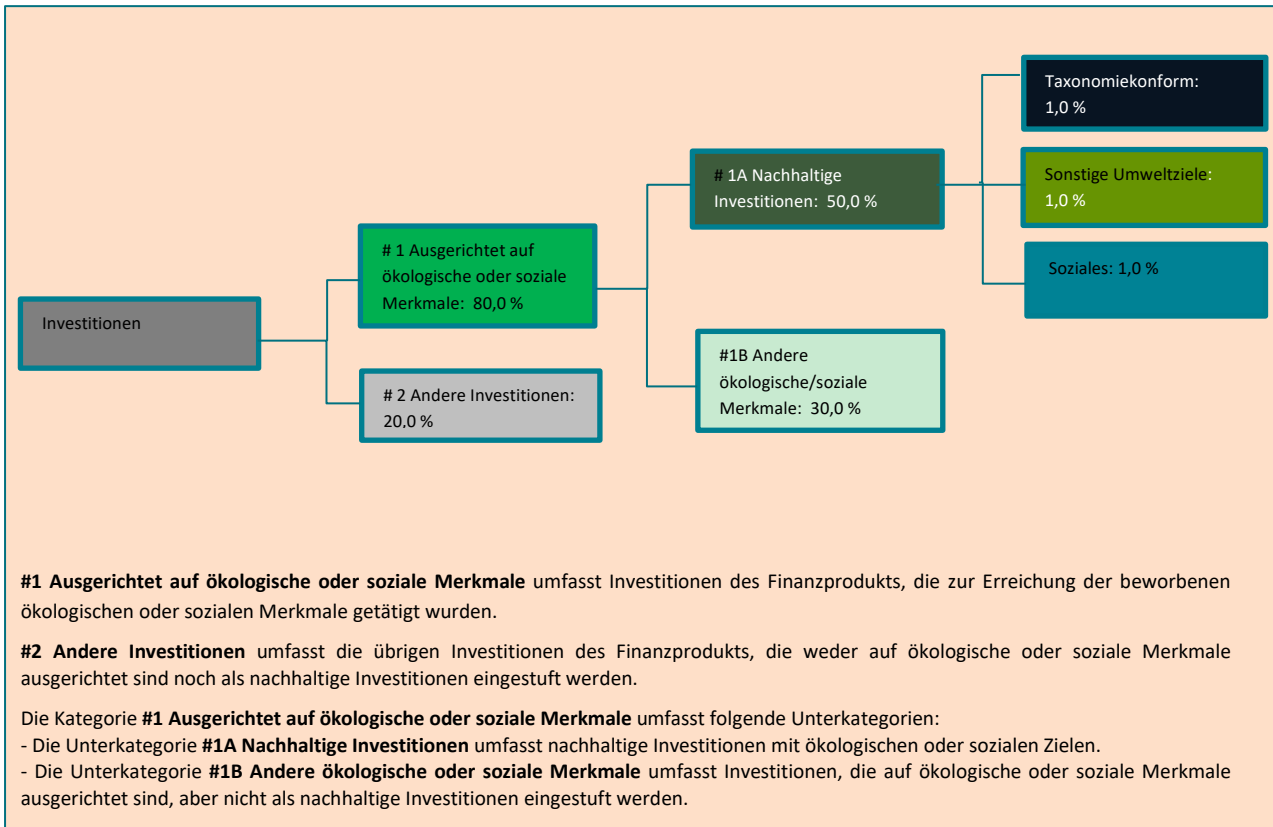 Investitionen
# 1 Ausgerichtet auf
ökologische oder soziale
Merkmale: 80,0 %
# 2 Andere Investitionen:
20,0 %
# 1A Nachhaltige
Investitionen: 50,0 %
#1B Andere
ökologische/soziale
Merkmale: 30,0 %
Taxonomiekonform:
1,0 %
Sonstige Umweltziele:
1,0 %
Soziales: 1,0 %
#1 Ausgerichtet auf ökologische oder soziale Merkmale umfasst Investitionen des Finanzprodukts, die zur Erreichung der beworbenen
ökologischen oder sozialen Merkmale getätigt wurden.
#2 Andere Investitionen umfasst die übrigen Investitionen des Finanzprodukts, die weder auf ökologische oder soziale Merkmale
ausgerichtet sind noch als nachhaltige Investitionen eingestuft werden.
Die Kategorie #1 Ausgerichtet auf ökologische oder soziale Merkmale umfasst folgende Unterkategorien:
- Die Unterkategorie #1A Nachhaltige Investitionen umfasst nachhaltige Investitionen mit ökologischen oder sozialen Zielen.
- Die Unterkategorie #1B Andere ökologische oder soziale Merkmale umfasst Investitionen, die auf ökologische oder soziale Merkmale
ausgerichtet sind, aber nicht als nachhaltige Investitionen eingestuft werden.